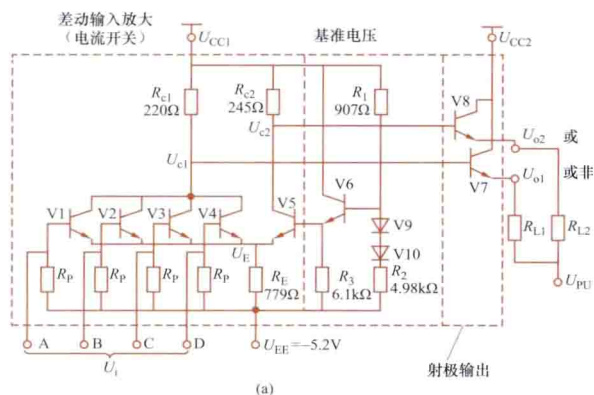 差动输入放大
（电流开关）
基准电压
U_CC1
U_CC2
R_c1
220Ω
R_c2
245Ω
R_1
907Ω
V8
U_c2
U_o2 或
U_c1
V6
V7
U_o1 或非
V1
V2
V3
V4
V5
V9
R_L1
R_L2
U_E
V10
R_P
R_P
R_P
R_P
R_E
779Ω
R_3
6.1kΩ
R_2
4.98kΩ
U_PU
A
B
C
D
U_EE=-5.2V
U_i
射极输出
(a)